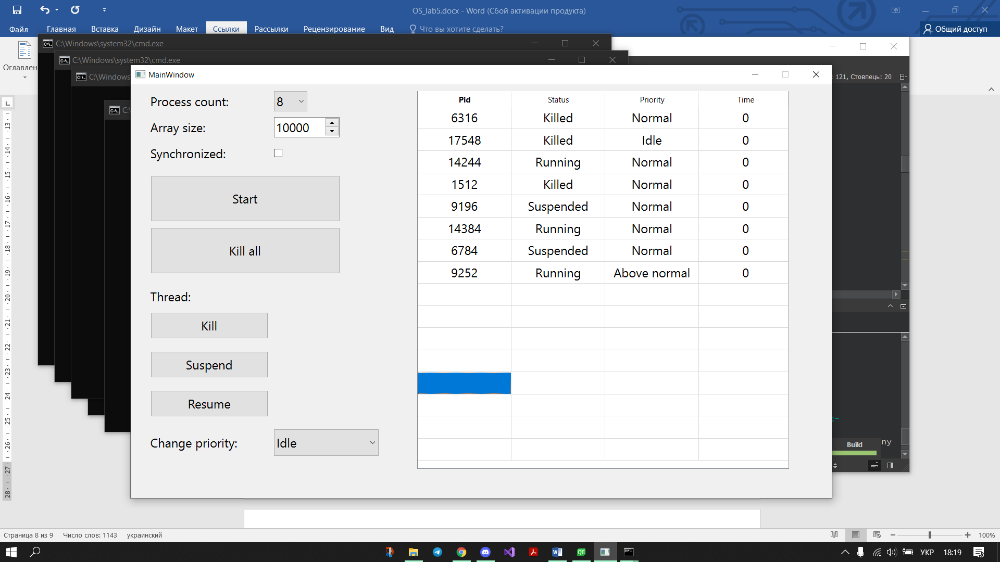 OS_lab5.docx - Word (Сбой активации продукта)
Файл Главная Вставка Дизайн Макет Ссылки Рассылки Рецензирование Вид Что вы хотите сделать? Общий доступ
C:\Windows\system32\cmd.exe
C:\Windows\system32\cmd.exe
C:\Windows
C:\
Оглавлен
121, Стовпець: 20
MainWindow
Process count: 8
Array size: 10000
Synchronized:
Start
Kill all
Thread:
Kill
Suspend
Resume
Change priority: Idle
Pid Status Priority Time
6316 Killed Normal 0
17548 Killed Idle 0
14244 Running Normal 0
1512 Killed Normal 0
9196 Suspended Normal 0
14384 Running Normal 0
6784 Suspended Normal 0
9252 Running Above normal 0
Build
ny
13
14
15
16
17
18
19
20
21
22
23
24
25
26
27
28
Страница 8 из 9 Число слов: 1143 украинский 100%
УКР 18:19